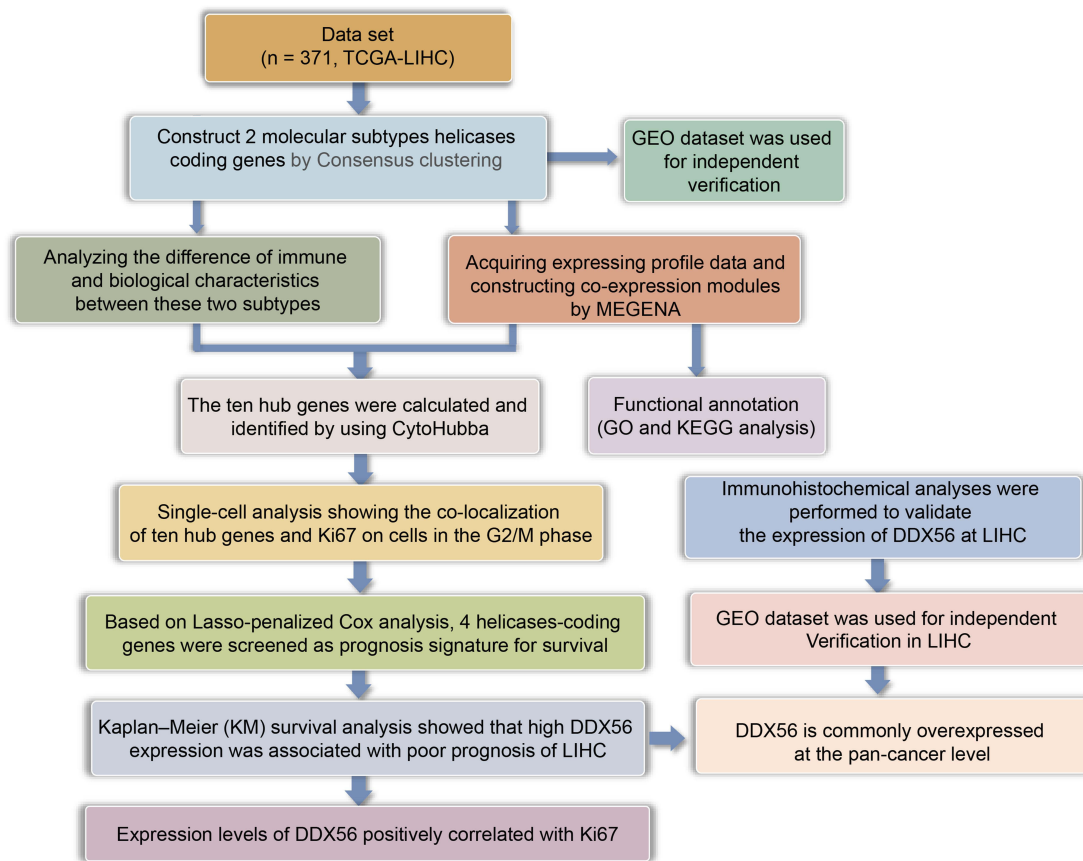 Data set
(n = 371, TCGA-LIHC)
Construct 2 molecular subtypes helicases
coding genes by Consensus clustering
GEO dataset was used
for independent
verification
Analyzing the difference of immune
and biological characteristics
between these two subtypes
Acquiring expressing profile data and
constructing co-expression modules
by MEGENA
The ten hub genes were calculated and
identified by using CytoHubba
Functional annotation
(GO and KEGG analysis)
Single-cell analysis showing the co-localization
of ten hub genes and Ki67 on cells in the G2/M phase
Immunohistochemical analyses were
performed to validate
the expression of DDX56 at LIHC
Based on Lasso-penalized Cox analysis, 4 helicases-coding
genes were screened as prognosis signature for survival
GEO dataset was used for independent
Verification in LIHC
Kaplan–Meier (KM) survival analysis showed that high DDX56
expression was associated with poor prognosis of LIHC
DDX56 is commonly overexpressed
at the pan-cancer level
Expression levels of DDX56 positively correlated with Ki67